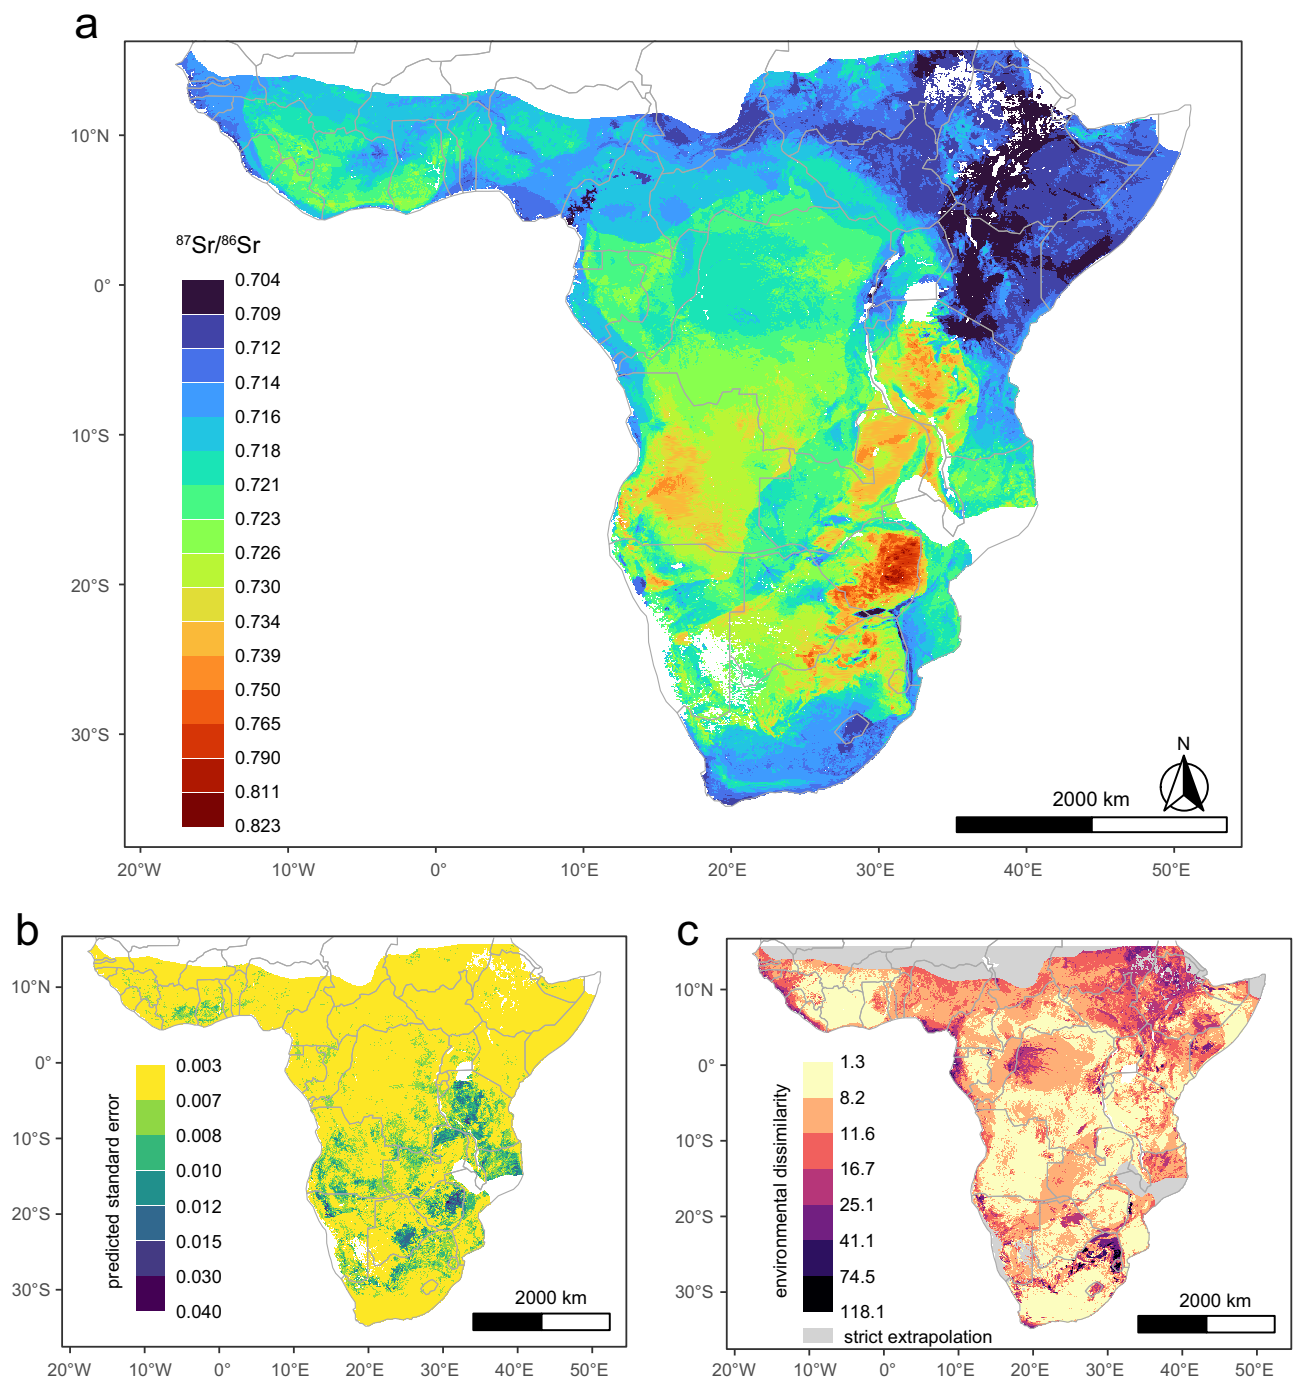 a
10°N
0°
10°S
20°S
30°S
⁸⁷Sr/⁸⁶Sr
0.704
0.709
0.712
0.714
0.716
0.718
0.721
0.723
0.726
0.730
0.734
0.739
0.750
0.765
0.790
0.811
0.823
N
2000 km
20°W
10°W
0°
10°E
20°E
30°E
40°E
50°E
b
10°N
0°
10°S
20°S
30°S
predicted standard error
0.003
0.007
0.008
0.010
0.012
0.015
0.030
0.040
2000 km
20°W
10°W
0°
10°E
20°E
30°E
40°E
50°E
c
10°N
0°
10°S
20°S
30°S
environmental dissimilarity
1.3
8.2
11.6
16.7
25.1
41.1
74.5
118.1
strict extrapolation
2000 km
20°W
10°W
0°
10°E
20°E
30°E
40°E
50°E